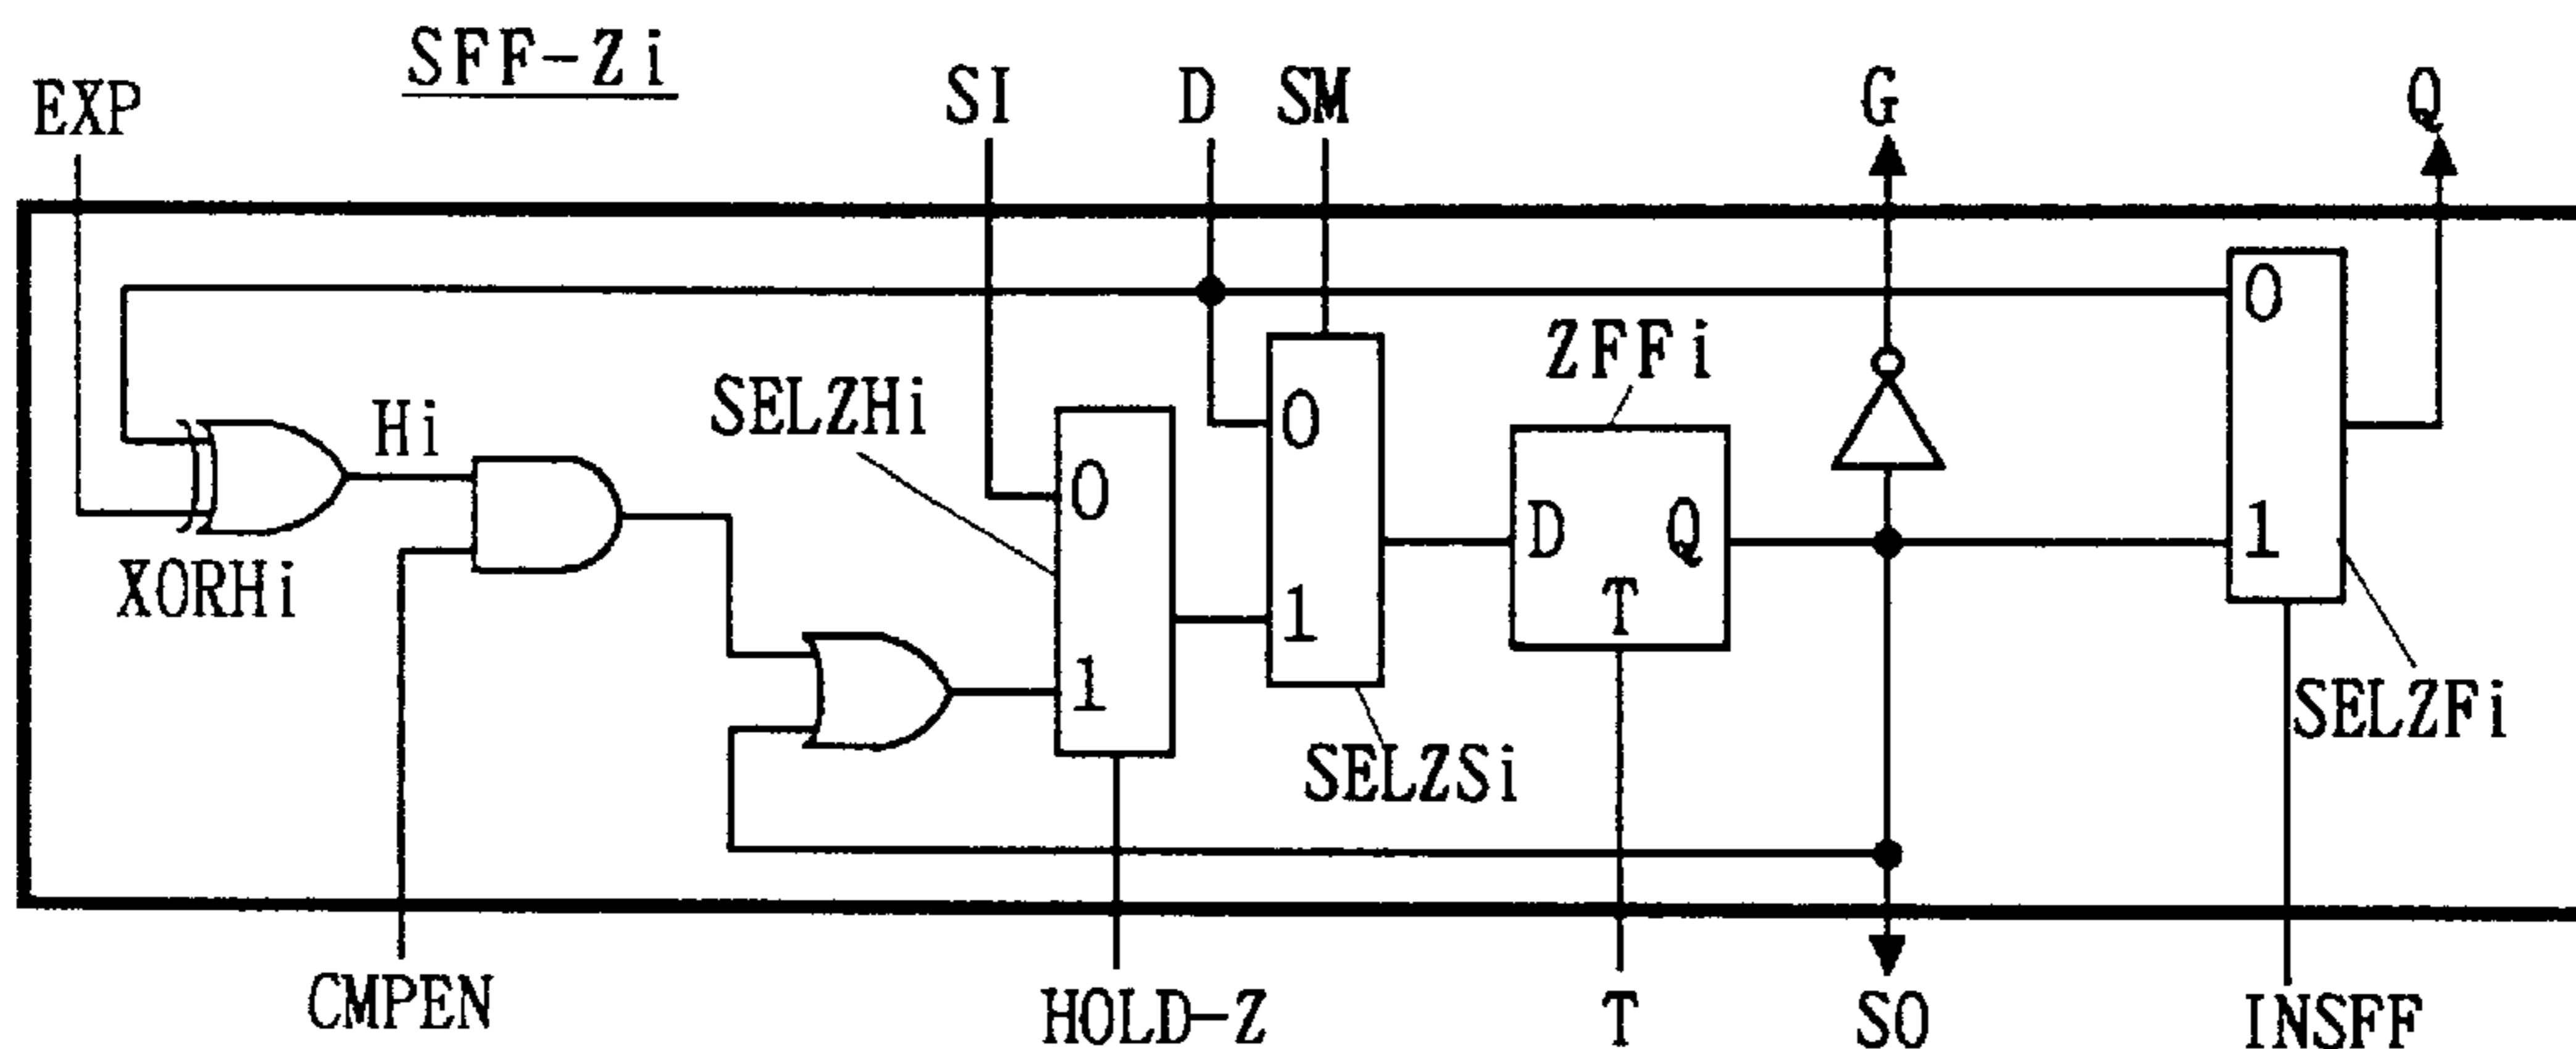 SFF-Zi
EXP
SI
D
SM
G
Q
0
ZFFi
SELZHi
Hi
0
0
D
Q
T
1
XORHi
1
1
SELZFi
SELZSi
CMPEN
HOLD-Z
T
SO
INSFF